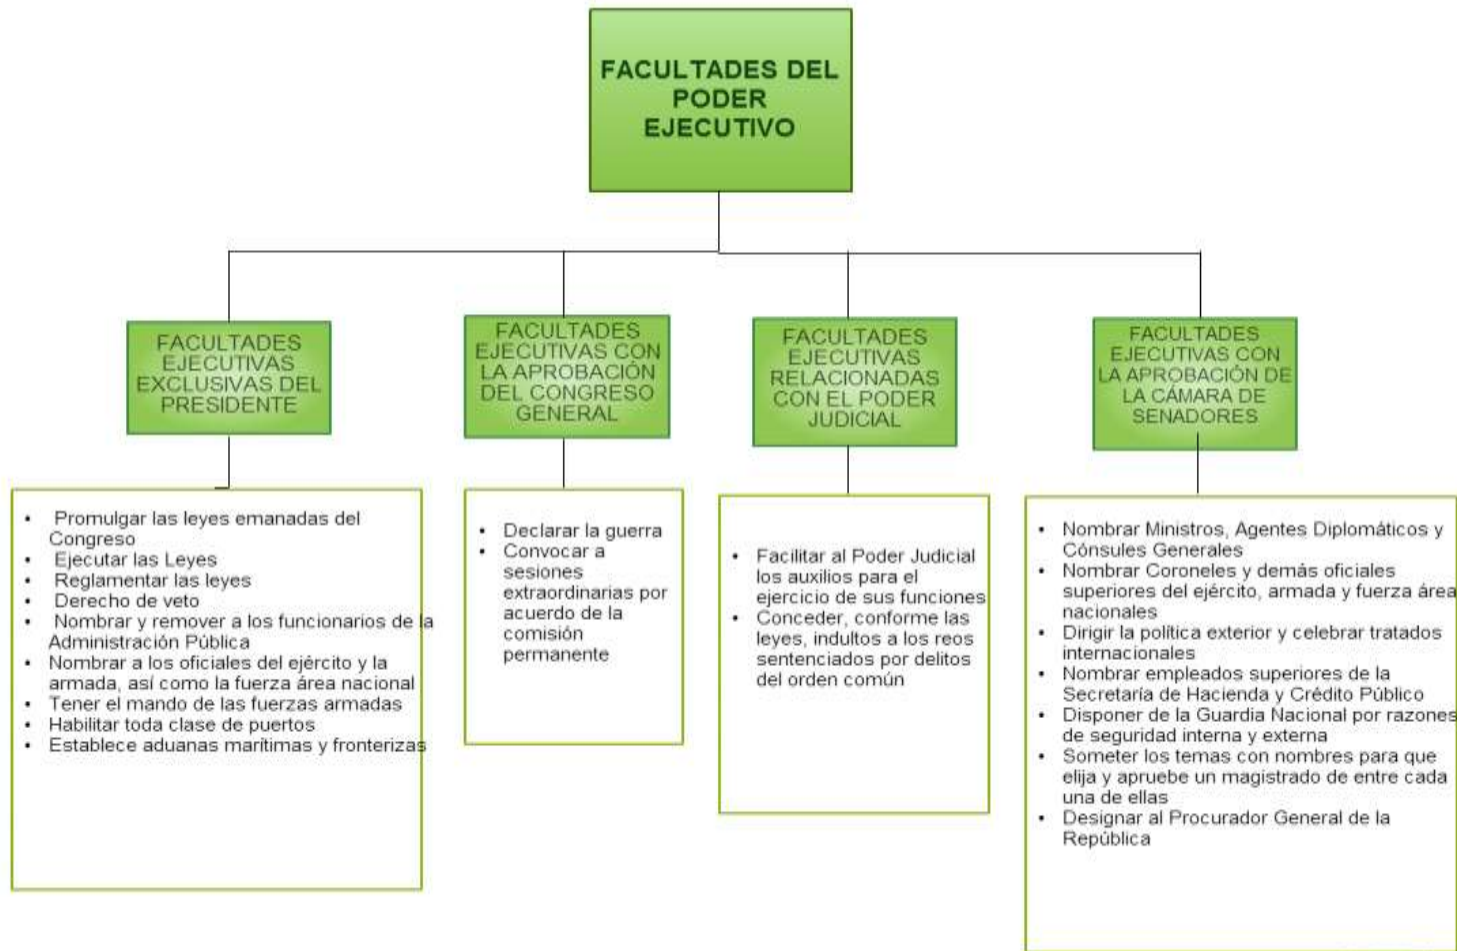 FACULTADES DEL
PODER
EJECUTIVO
FACULTADES
EJECUTIVAS
EXCLUSIVAS DEL
PRESIDENTE
FACULTADES
EJECUTIVAS CON
LA APROBACIÓN
DEL CONGRESO
GENERAL
FACULTADES
EJECUTIVAS
RELACIONADAS
CON EL PODER
JUDICIAL
FACULTADES
EJECUTIVAS CON
LA APROBACIÓN DE
LA CÁMARA DE
SENADORES
• Promulgar las leyes emanadas del
Congreso
• Ejecutar las Leyes
• Reglamentar las leyes
• Derecho de veto
• Nombrar y remover a los funcionarios de la
Administración Pública
• Nombrar a los oficiales del ejército y la
armada, así como la fuerza área nacional
• Tener el mando de las fuerzas armadas
• Habilitar toda clase de puertos
• Establece aduanas marítimas y fronterizas
• Declarar la guerra
• Convocar a
sesiones
extraordinarias por
acuerdo de la
comisión
permanente
• Facilitar al Poder Judicial
los auxilios para el
ejercicio de sus funciones
• Conceder, conforme las
leyes, indultos a los reos
sentenciados por delitos
del orden común
• Nombrar Ministros, Agentes Diplomáticos y
Cónsules Generales
• Nombrar Coroneles y demás oficiales
superiores del ejército, armada y fuerza área
nacionales
• Dirigir la política exterior y celebrar tratados
internacionales
• Nombrar empleados superiores de la
Secretaría de Hacienda y Crédito Público
• Disponer de la Guardia Nacional por razones
de seguridad interna y externa
• Someter los temas con nombres para que
elija y apruebe un magistrado de entre cada
una de ellas
• Designar al Procurador General de la
República